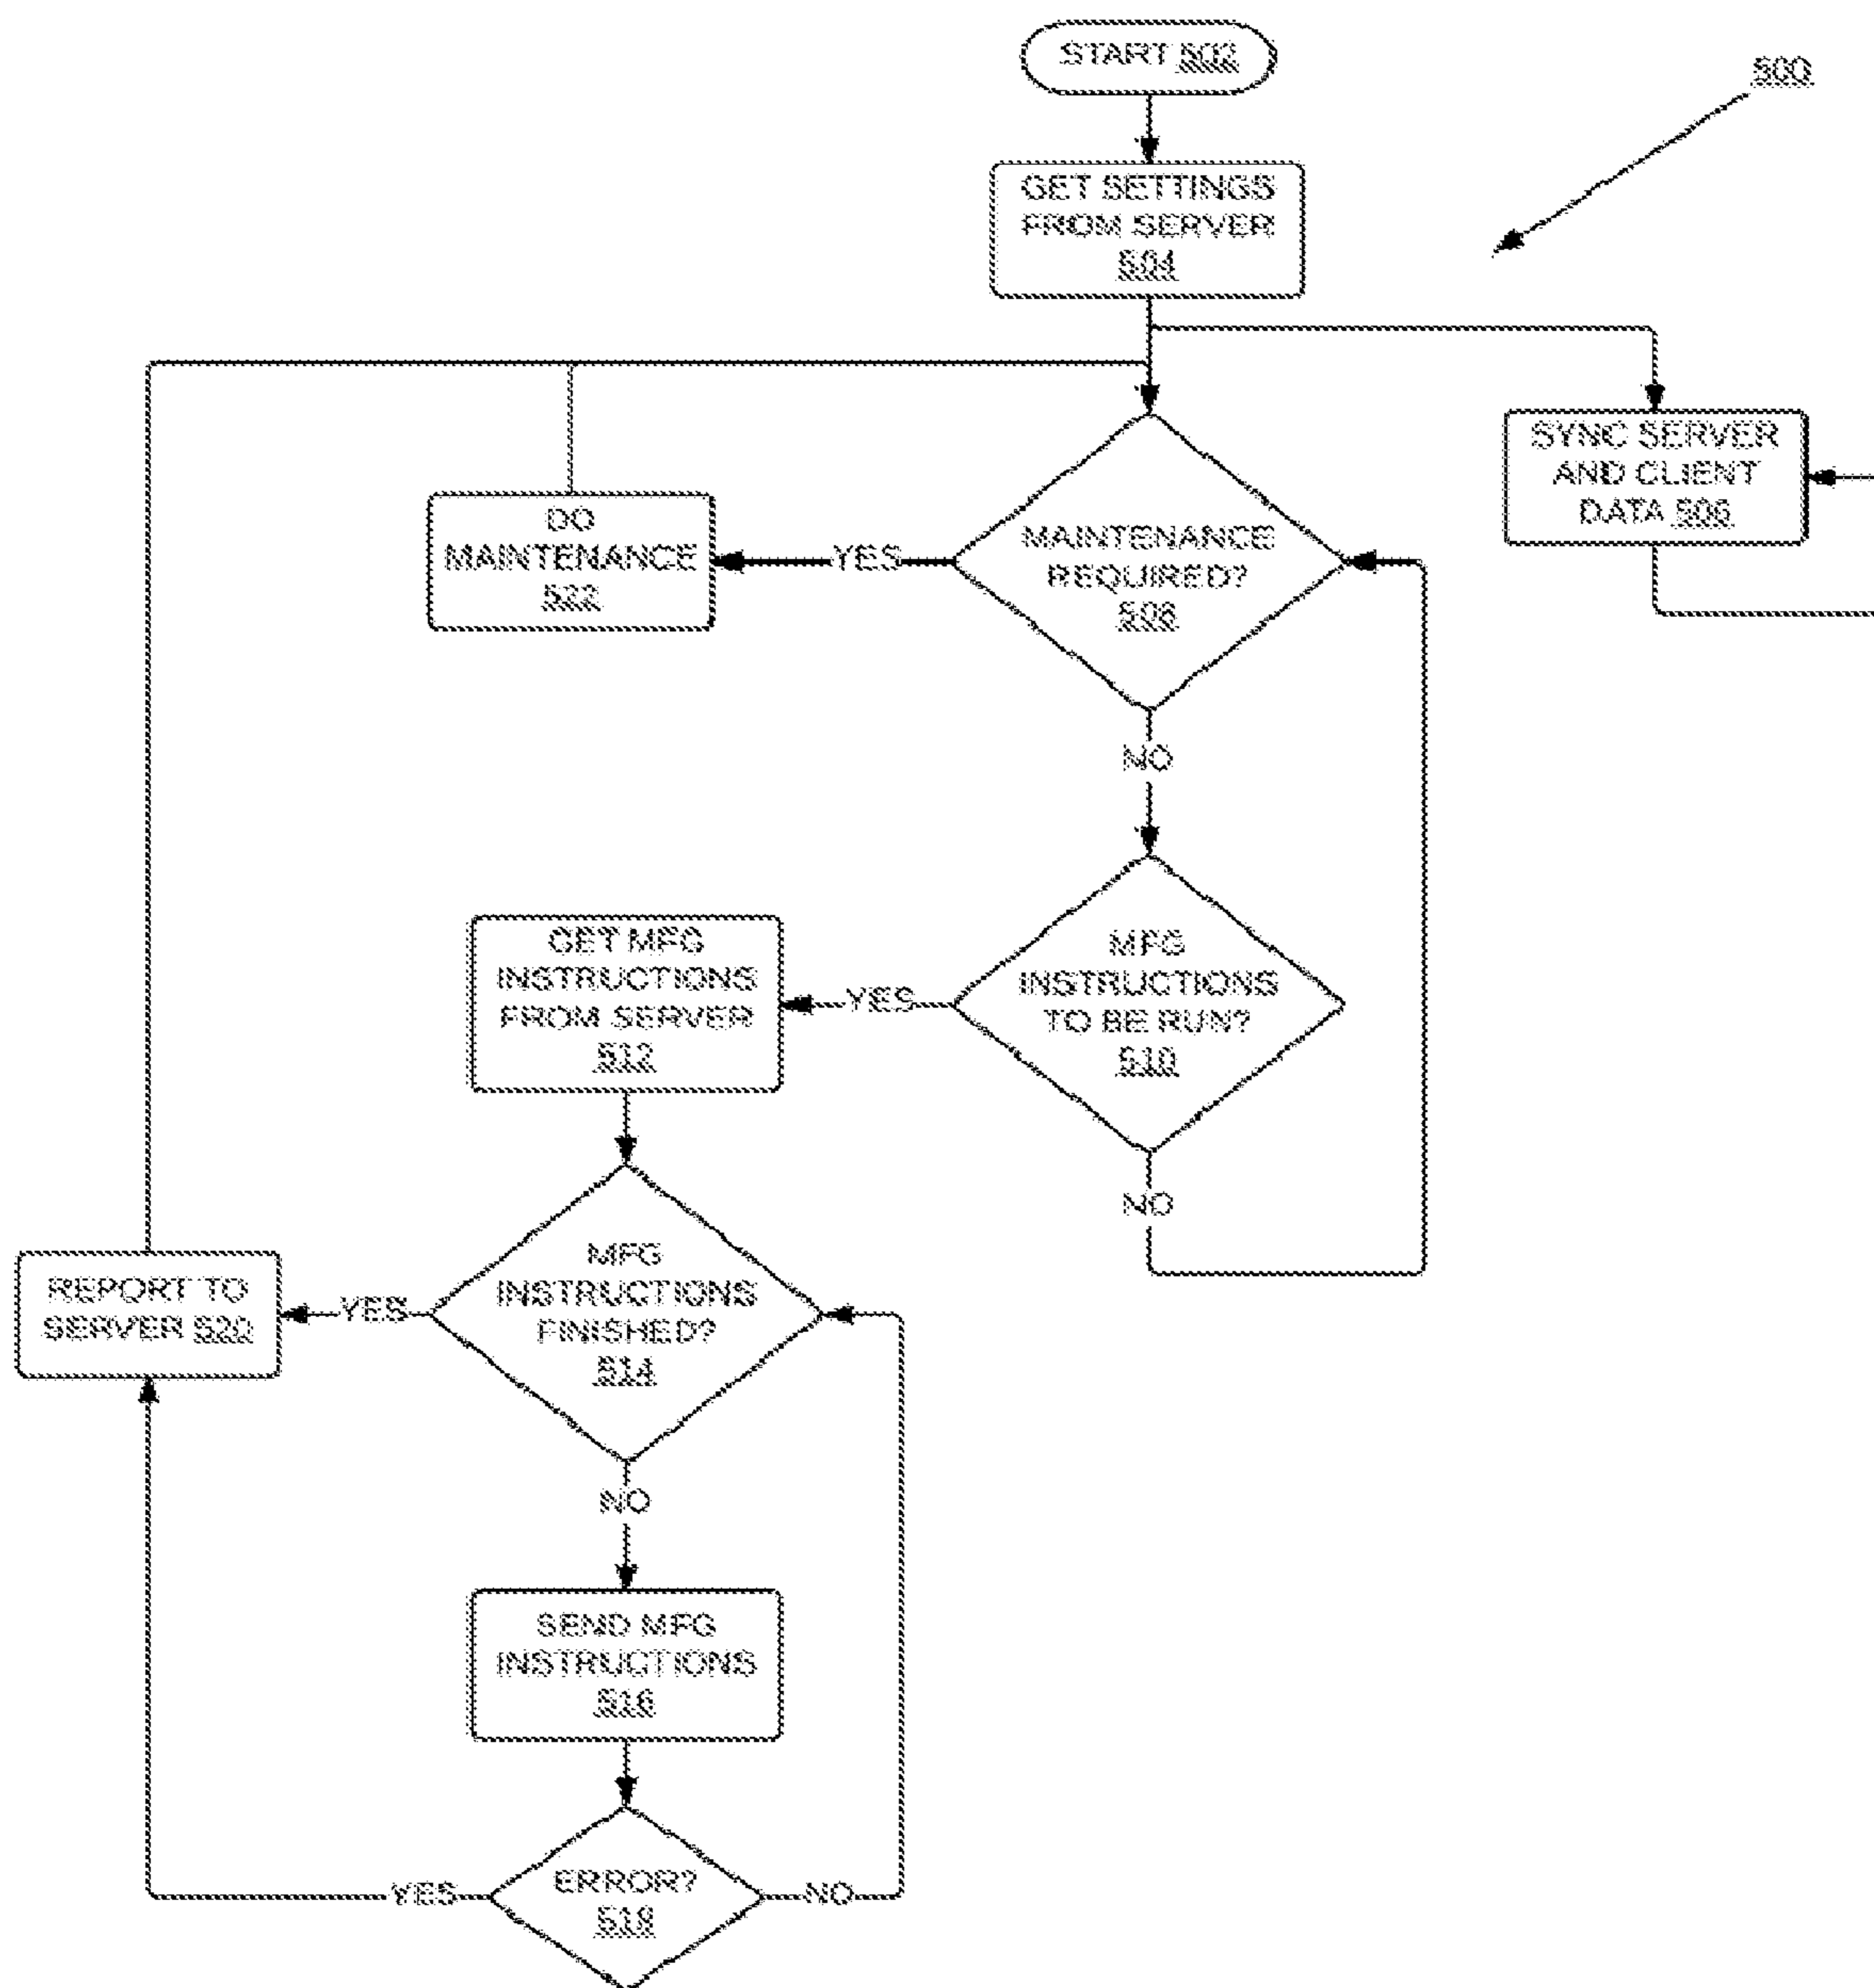 START 502
500
GET SETTINGS
FROM SERVER
504
SYNC SERVER
AND CLIENT
DATA 506
DO
MAINTENANCE
522
YES
MAINTENANCE
REQUIRED?
508
NO
GET MFG
INSTRUCTIONS
FROM SERVER
512
YES
MFG
INSTRUCTIONS
TO BE RUN?
510
NO
REPORT TO
SERVER 520
YES
MFG
INSTRUCTIONS
FINISHED?
514
NO
SEND MFG
INSTRUCTIONS
516
YES
ERROR?
518
NO